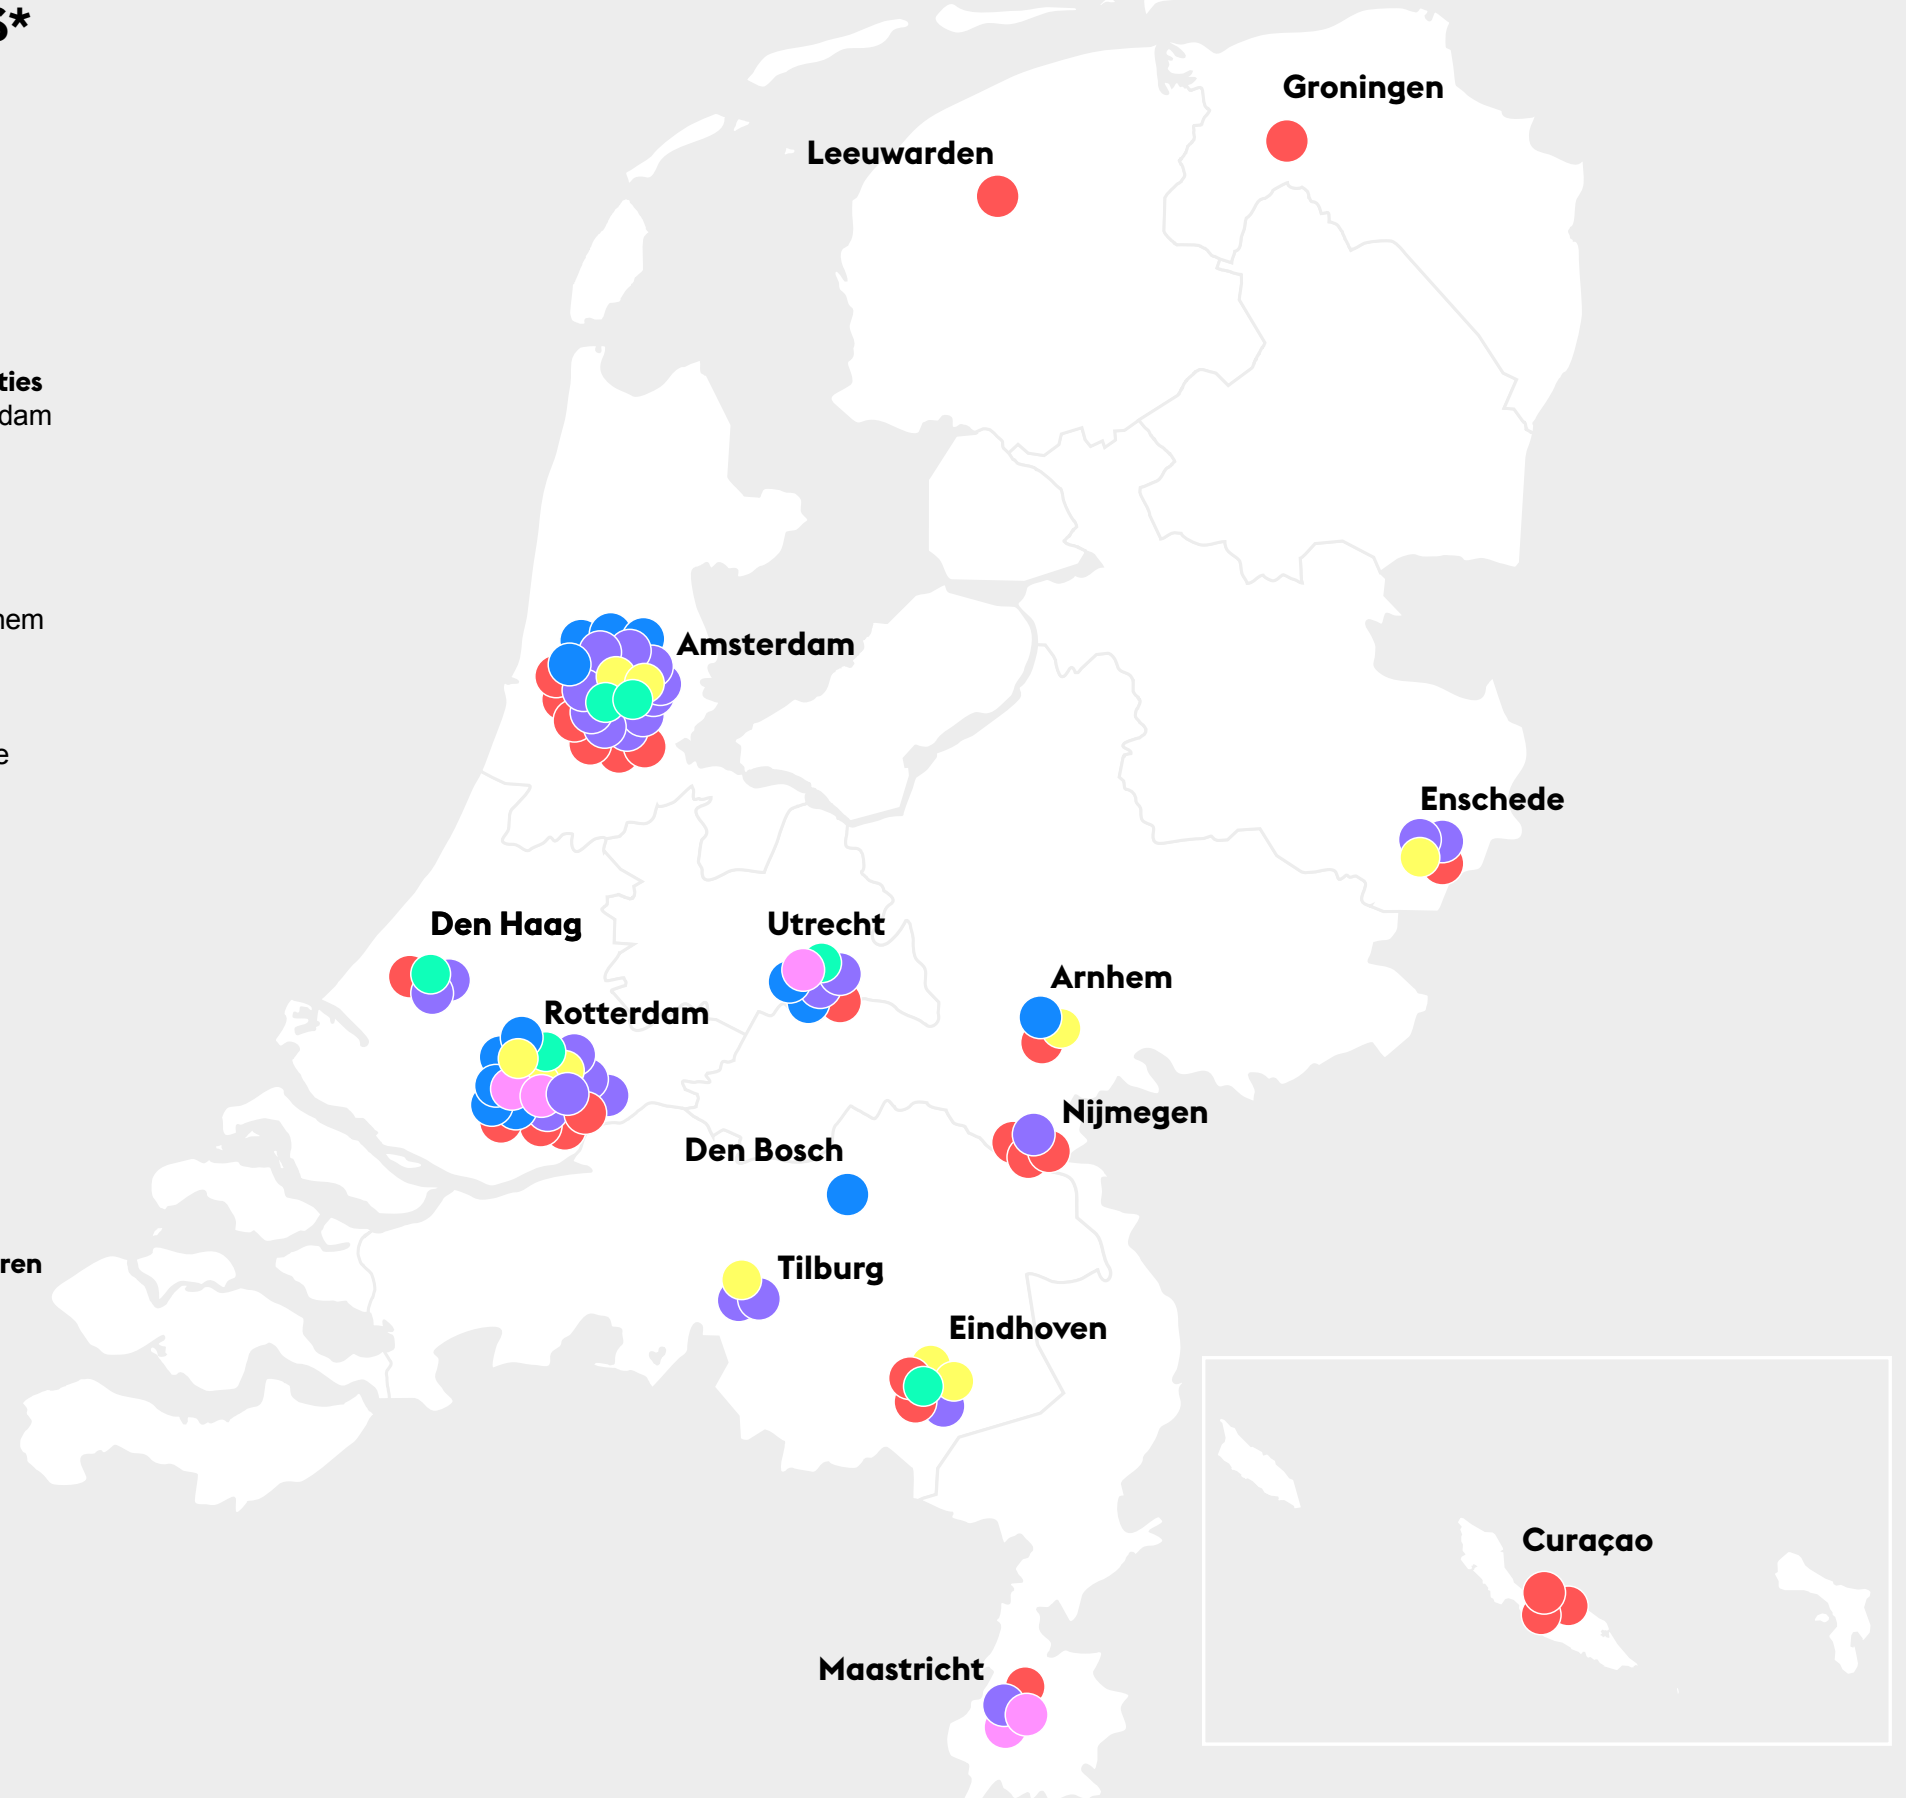 S*
Groningen
Leeuwarden
ties
dam
hem
Amsterdam
e
Enschede
Den Haag
Utrecht
Arnhem
Rotterdam
Nijmegen
Den Bosch
ren
Tilburg
Eindhoven
Curaçao
Maastricht